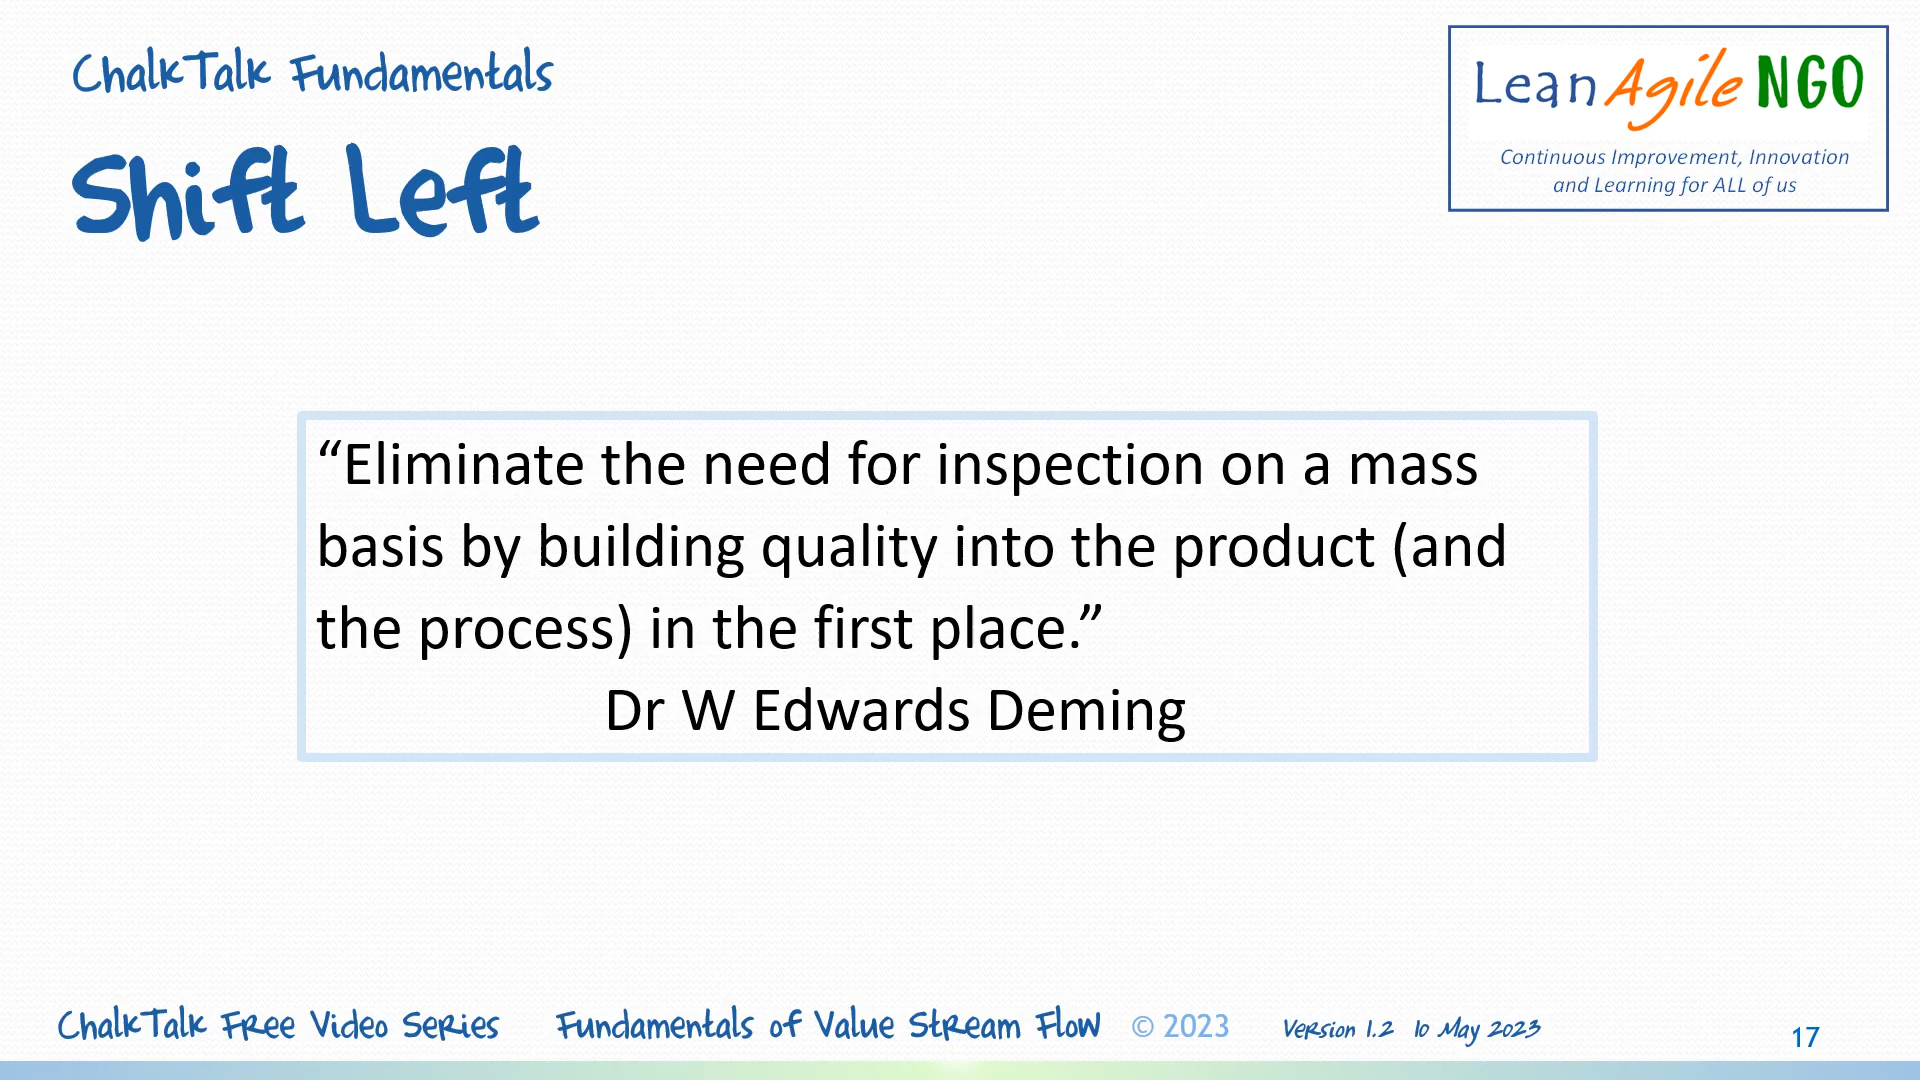 ChalkTalk Fundamentals
Shift Left
Lean Agile NGO
Continuous Improvement, Innovation
and Learning for ALL of us
“Eliminate the need for inspection on a mass
basis by building quality into the product (and
the process) in the first place.”
Dr W Edwards Deming
ChalkTalk Free Video Series Fundamentals of Value Stream Flow © 2023 Version 1.2 10 May 2023 17